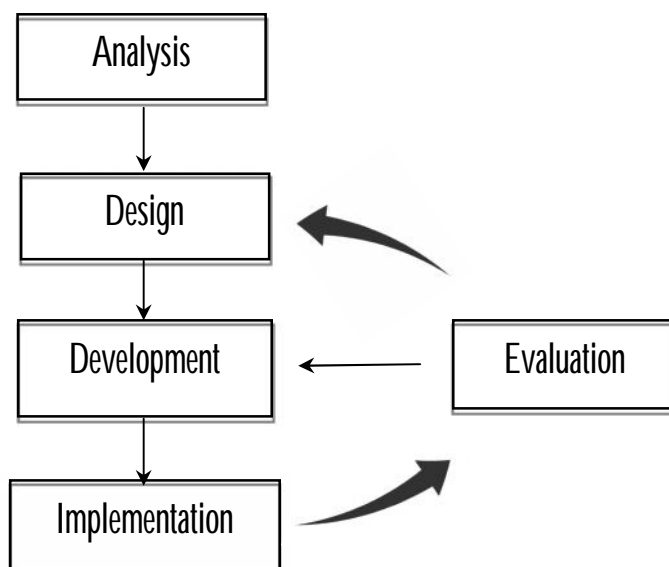 Analysis
Design
Development
Evaluation
Implementation